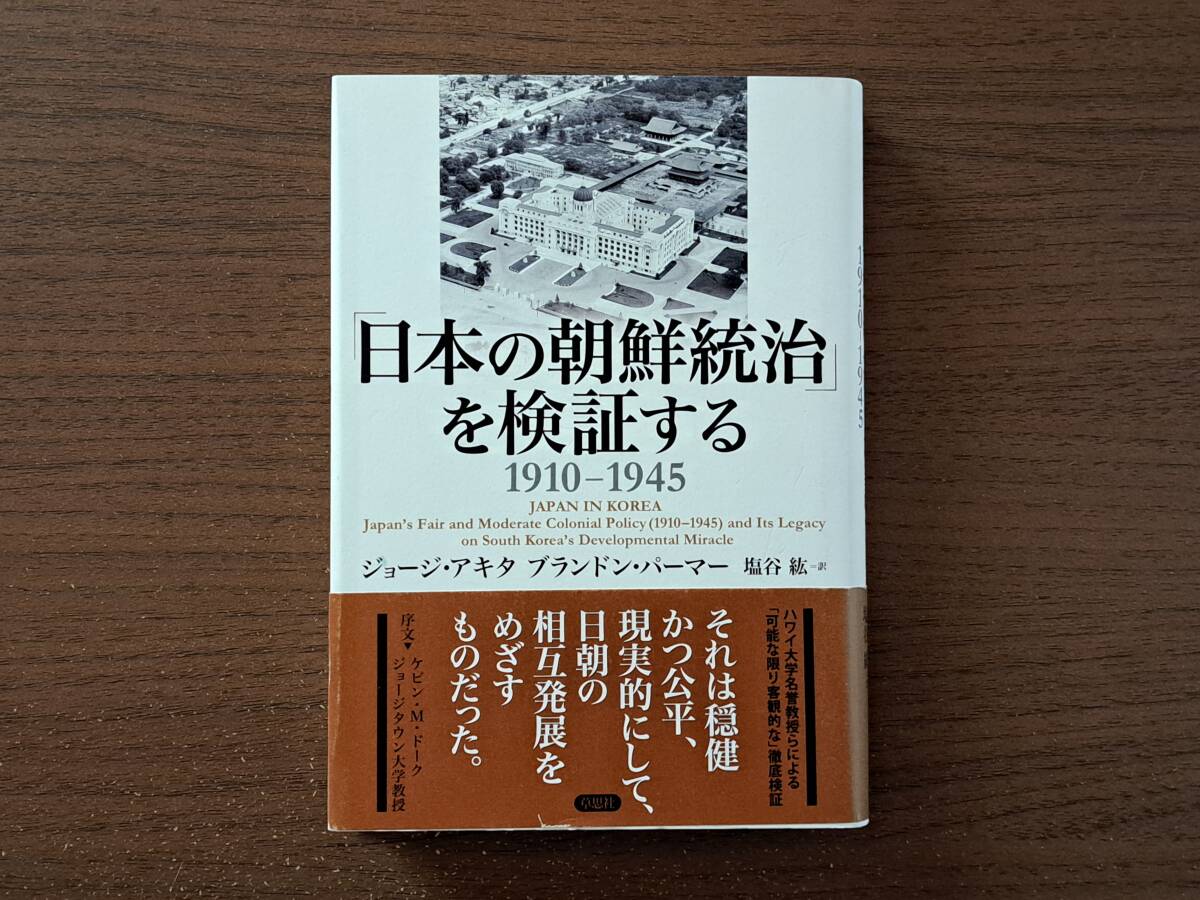 「日本の朝鮮統治」
を検証する
1910–1945
JAPAN IN KOREA
Japan's Fair and Moderate Colonial Policy (1910–1945) and Its Legacy
on South Korea's Developmental Miracle
ジョージ・アキタ ブランドン・パーマー 塩谷 紘=訳
ハワイ大学名誉教授らによる
「可能な限り客観的な」徹底検証
それは穏健
かつ公平、
現実的にして、
日朝の
相互発展を
めざす
ものだった。
序文▼ ケビン・M・ドーク
ジョージタウン大学教授
草思社
1910–1945